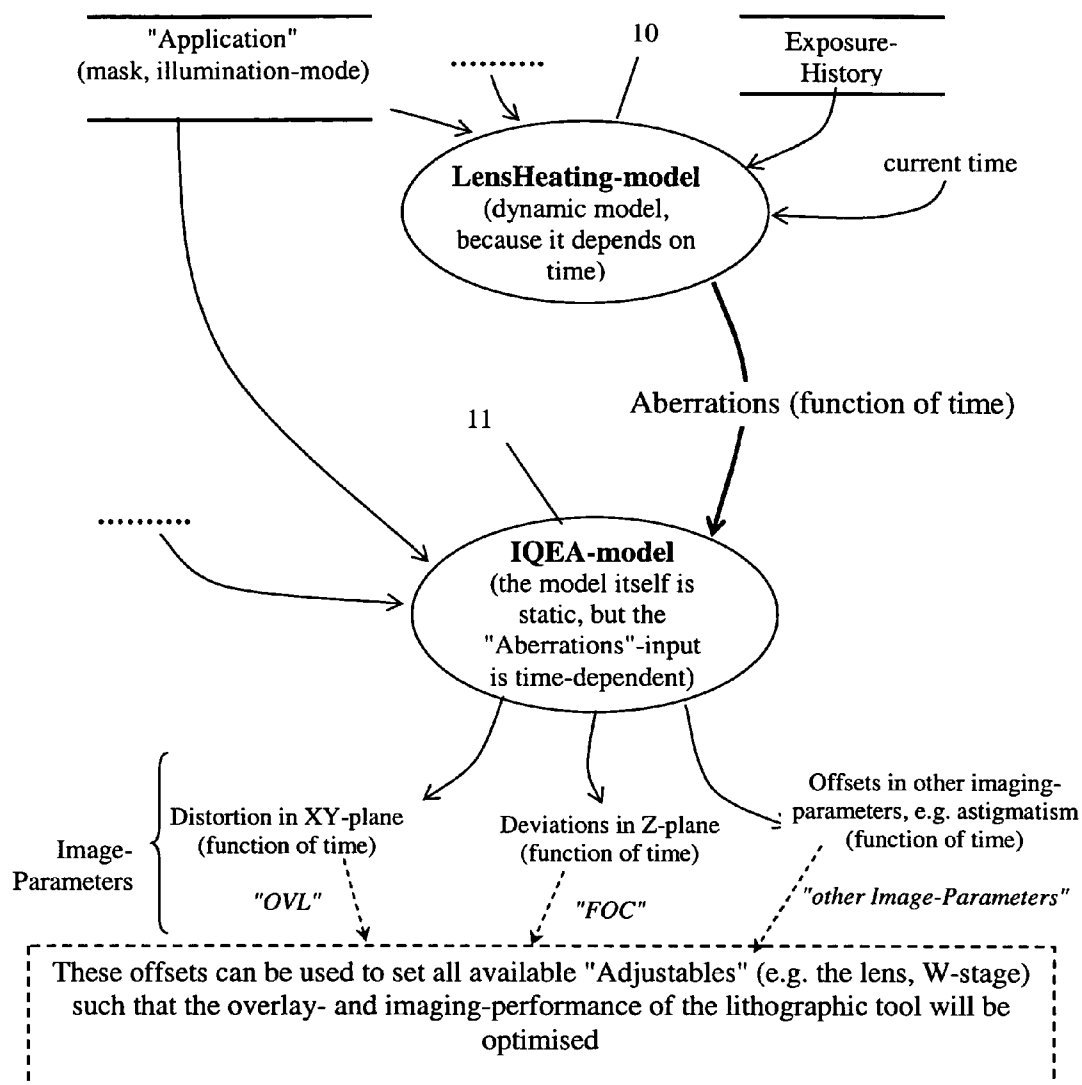 "Application"
(mask, illumination-mode)
10
Exposure-
History
current time
LensHeating-model
(dynamic model,
because it depends on
time)
Aberrations (function of time)
11
IQEA-model
(the model itself is
static, but the
"Aberrations"-input
is time-dependent)
Image-
Parameters
Distortion in XY-plane
(function of time)
Deviations in Z-plane
(function of time)
Offsets in other imaging-
parameters, e.g. astigmatism
(function of time)
"OVL"
"FOC"
"other Image-Parameters"
These offsets can be used to set all available "Adjustables" (e.g. the lens, W-stage)
such that the overlay- and imaging-performance of the lithographic tool will be
optimised